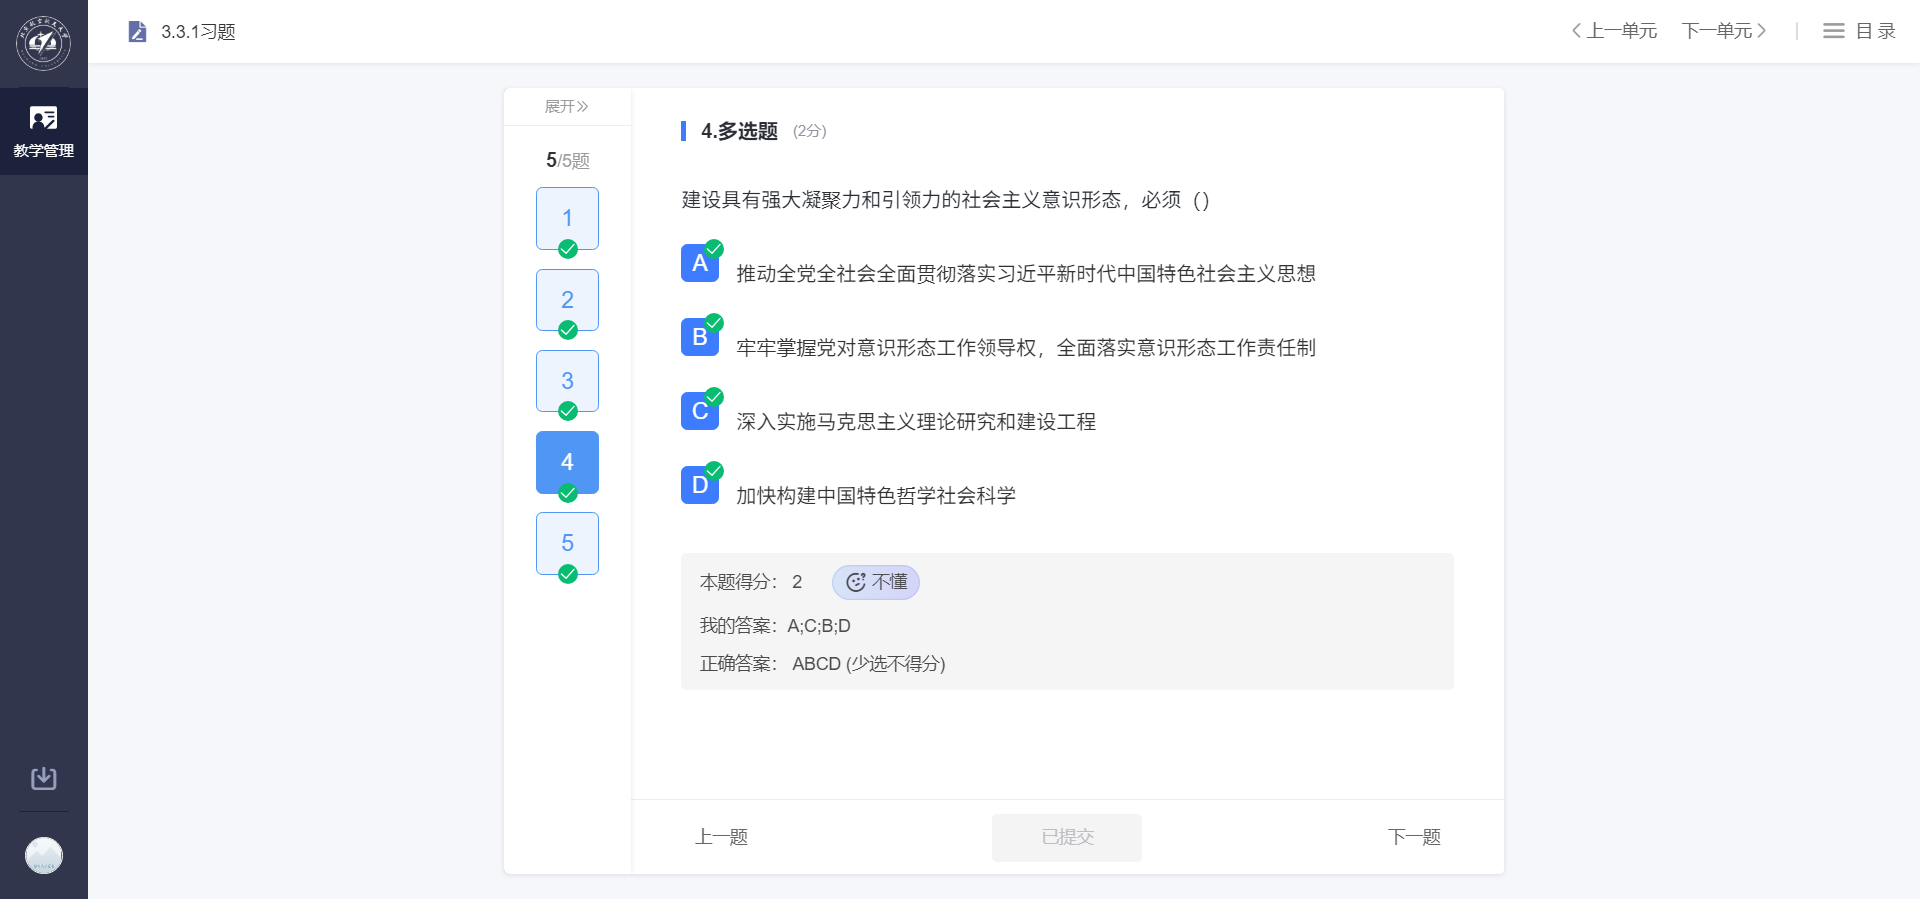 3.3.1习题
上一单元
下一单元
目录
教学管理
展开
5/5题
1
2
3
4
5
4.多选题 (2分)
建设具有强大凝聚力和引领力的社会主义意识形态，必须（）
A 推动全党全社会全面贯彻落实习近平新时代中国特色社会主义思想
B 牢牢掌握党对意识形态工作领导权，全面落实意识形态工作责任制
C 深入实施马克思主义理论研究和建设工程
D 加快构建中国特色哲学社会科学
本题得分： 2 不懂
我的答案：A;C;B;D
正确答案： ABCD (少选不得分)
上一题
已提交
下一题